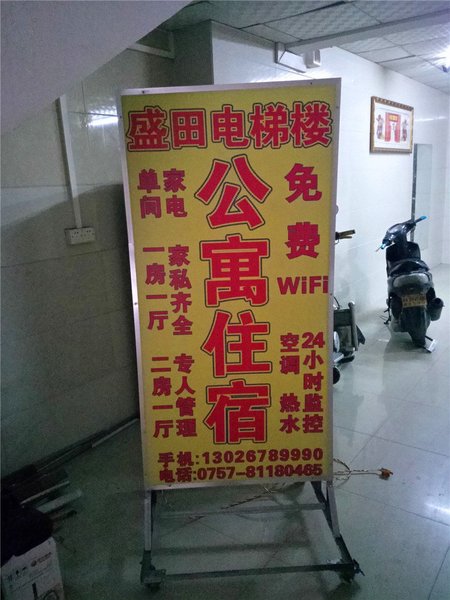 盛田电梯楼
公寓住宿
免费
WiFi
24小时监控
空调 热水
家电
单间
家私齐全
一房一厅
专人管理
二房一厅
手机:13026789990
电话:0757-81180465